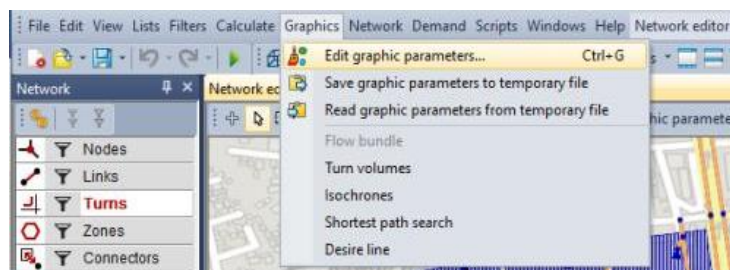 File Edit View Lists Filters Calculate Graphics Network Demand Scripts Windows Help Network editor
Edit graphic parameters... Ctrl+G
Network
Network ec
Save graphic parameters to temporary file
Read graphic parameters from temporary file
hic paramete
Nodes
Flow bundle
Links
Turn volumes
Turns
Isochrones
Zones
Shortest path search
Connectors
Desire line